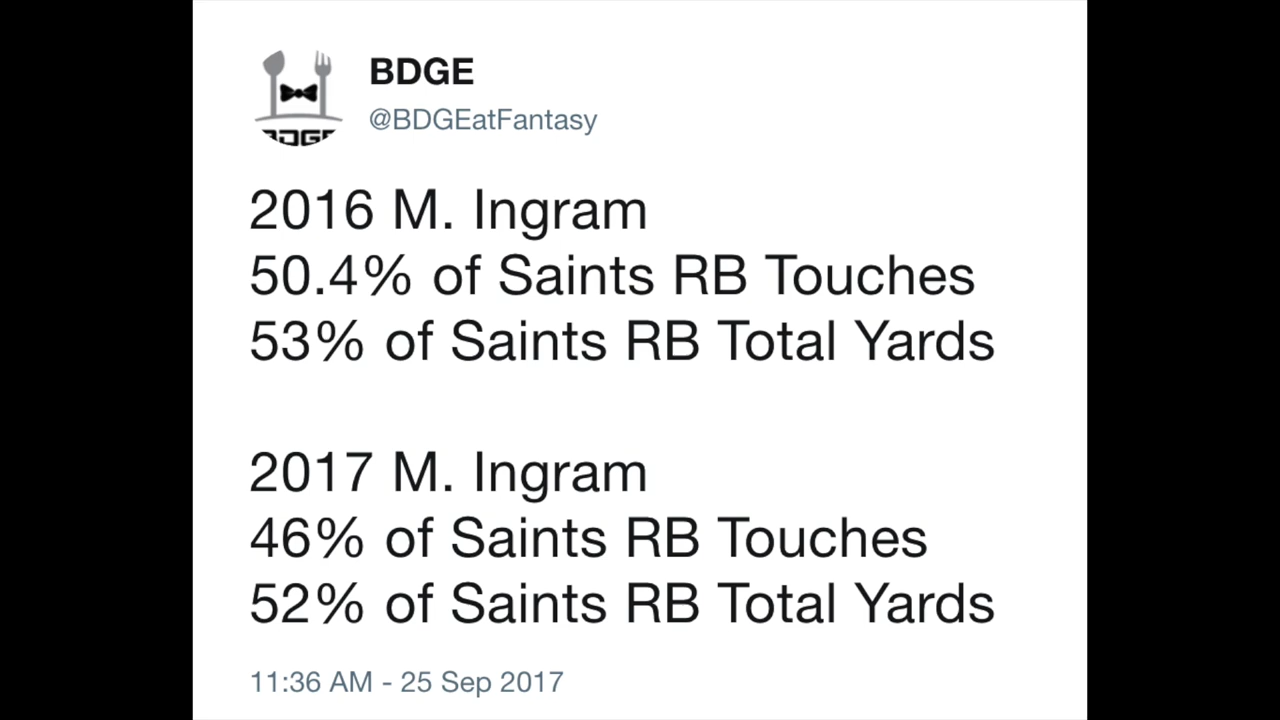 BDGE
@BDGEatFantasy
BDGE
2016 M. Ingram
50.4% of Saints RB Touches
53% of Saints RB Total Yards
2017 M. Ingram
46% of Saints RB Touches
52% of Saints RB Total Yards
11:36 AM - 25 Sep 2017